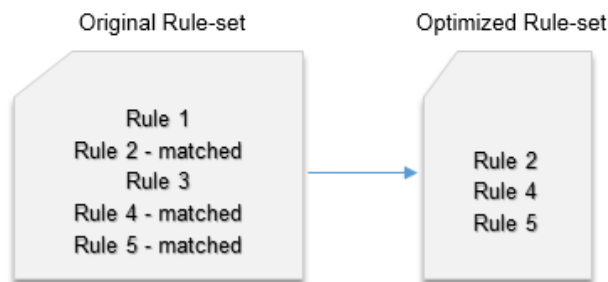 Original Rule-set
Rule 1
Rule 2 - matched
Rule 3
Rule 4 - matched
Rule 5 - matched
Optimized Rule-set
Rule 2
Rule 4
Rule 5